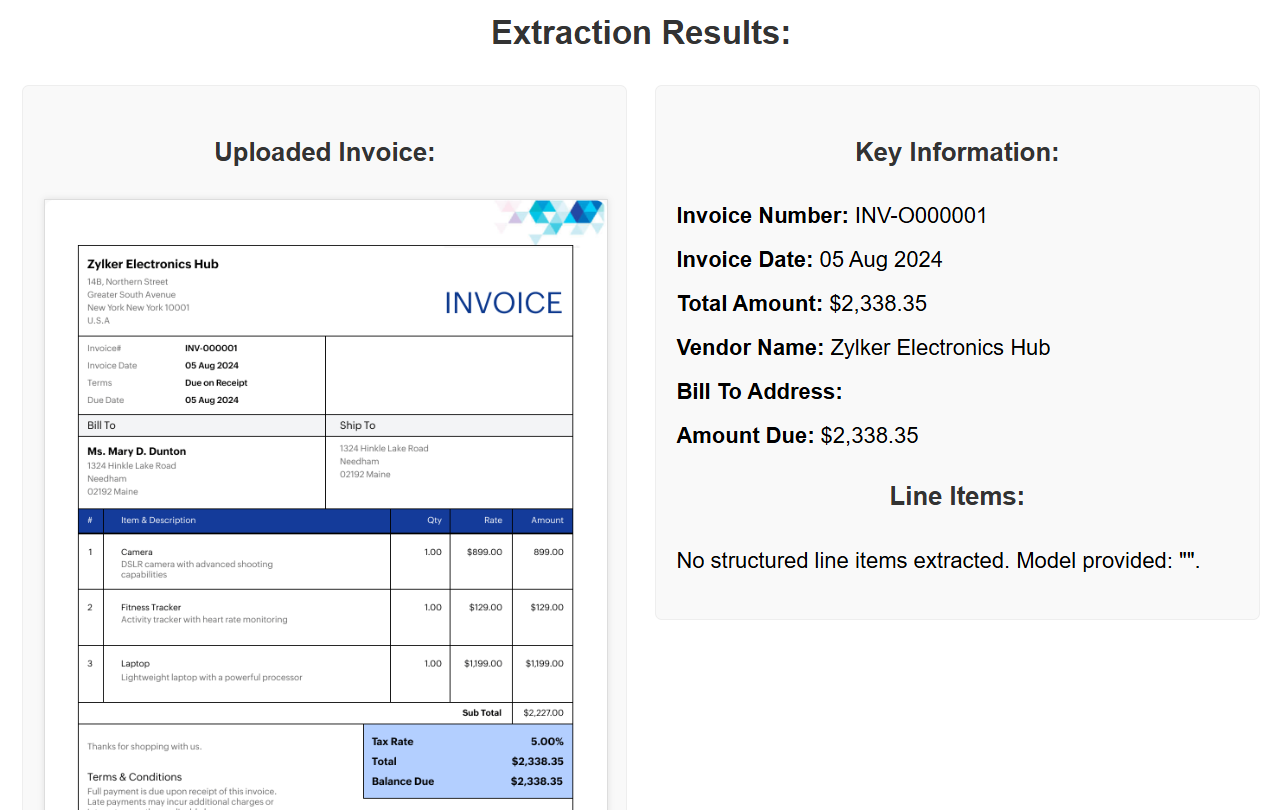 Extraction Results:
Uploaded Invoice:
Zylker Electronics Hub
14B, Northern Street
Greater South Avenue
New York New York 10001
U.S.A
INVOICE
Invoice# INV-000001
Invoice Date 05 Aug 2024
Terms Due on Receipt
Due Date 05 Aug 2024
Bill To Ship To
Ms. Mary D. Dunton
1324 Hinkle Lake Road
Needham
02192 Maine
1324 Hinkle Lake Road
Needham
02192 Maine
# Item & Description Qty Rate Amount
1 Camera 1.00 $899.00 899.00
DSLR camera with advanced shooting
capabilities
2 Fitness Tracker 1.00 $129.00 $129.00
Activity tracker with heart rate monitoring
3 Laptop 1.00 $1,199.00 $1,199.00
Lightweight laptop with a powerful processor
Sub Total $2,227.00
Tax Rate 5.00%
Total $2,338.35
Balance Due $2,338.35
Thanks for shopping with us.
Terms & Conditions
Full payment is due upon receipt of this invoice.
Late payments may incur additional charges or
Key Information:
Invoice Number: INV-O000001
Invoice Date: 05 Aug 2024
Total Amount: $2,338.35
Vendor Name: Zylker Electronics Hub
Bill To Address:
Amount Due: $2,338.35
Line Items:
No structured line items extracted. Model provided: "".